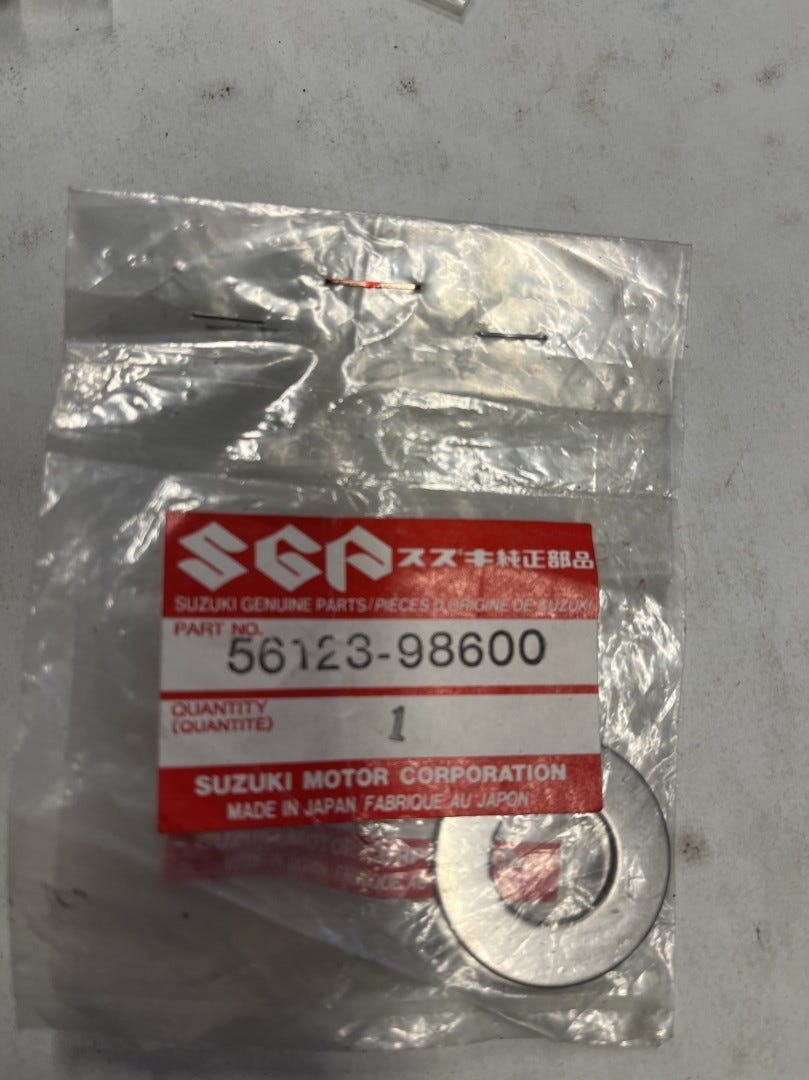 SGP スズキ純正部品
SUZUKI GENUINE PARTS/PIÈCES D'ORIGINE DE SUZUKI
PART NO.
56123-98600
QUANTITY
(QUANTITÉ)
1
SUZUKI MOTOR CORPORATION
MADE IN JAPAN FABRIQUÉ AU JAPON